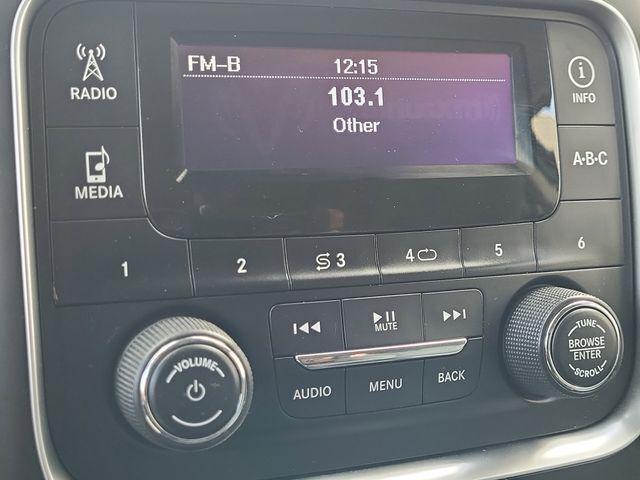 FM-B 12:15
103.1
Other
RADIO
MEDIA
i
INFO
A·B·C
1 2 3 4 5 6
VOLUME
MUTE
AUDIO MENU BACK
TUNE
BROWSE
ENTER
SCROLL